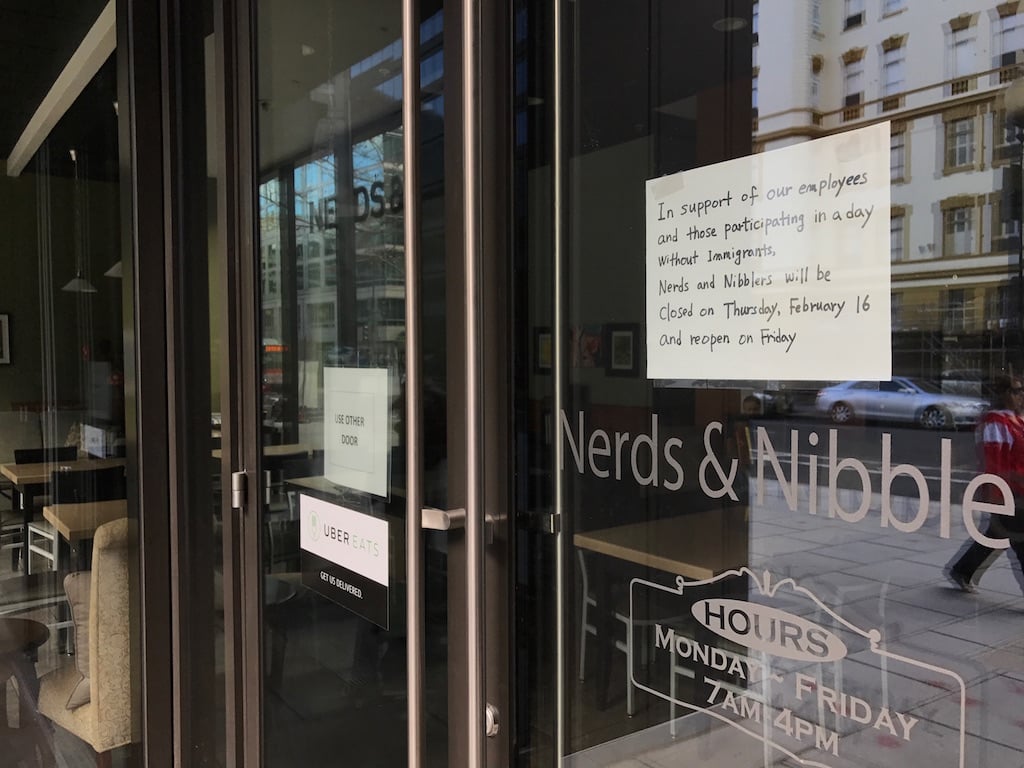 NERDS&
In support of our employees
and those participating in a day
Without Immigrants,
Nerds and Nibblers will be
Closed on Thursday, February 16
and reopen on Friday
USE OTHER
DOOR
UBER EATS
GET US DELIVERED.
Nerds & Nibble
HOURS
MONDAY - FRIDAY
7AM 4PM